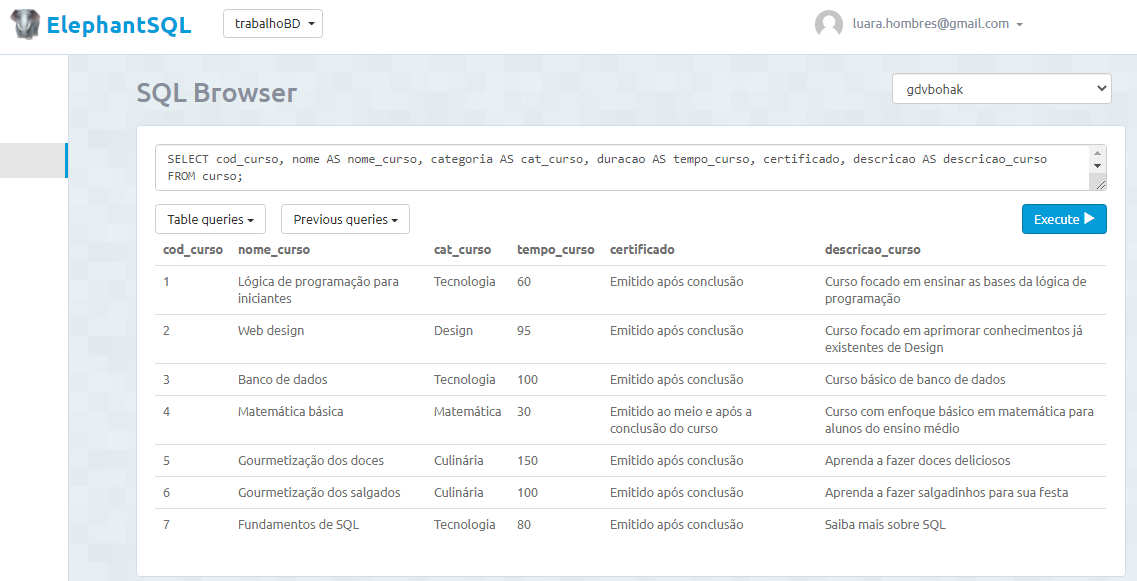 ElephantSQL
trabalhoBD
luara.hombres@gmail.com
SQL Browser
gdvbohak
SELECT cod_curso, nome AS nome_curso, categoria AS cat_curso, duracao AS tempo_curso, certificado, descricao AS descricao_curso
FROM curso;
Table queries
Previous queries
Execute
cod_curso nome_curso cat_curso tempo_curso certificado descricao_curso
1 Lógica de programação para Tecnologia 60 Emitido após conclusão Curso focado em ensinar as bases da lógica de
iniciantes programação
2 Web design Design 95 Emitido após conclusão Curso focado em aprimorar conhecimentos já
existentes de Design
3 Banco de dados Tecnologia 100 Emitido após conclusão Curso básico de banco de dados
4 Matemática básica Matemática 30 Emitido ao meio e após a Curso com enfoque básico em matemática para
conclusão do curso alunos do ensino médio
5 Gourmetização dos doces Culinária 150 Emitido após conclusão Aprenda a fazer doces deliciosos
6 Gourmetização dos salgados Culinária 100 Emitido após conclusão Aprenda a fazer salgadinhos para sua festa
7 Fundamentos de SQL Tecnologia 80 Emitido após conclusão Saiba mais sobre SQL